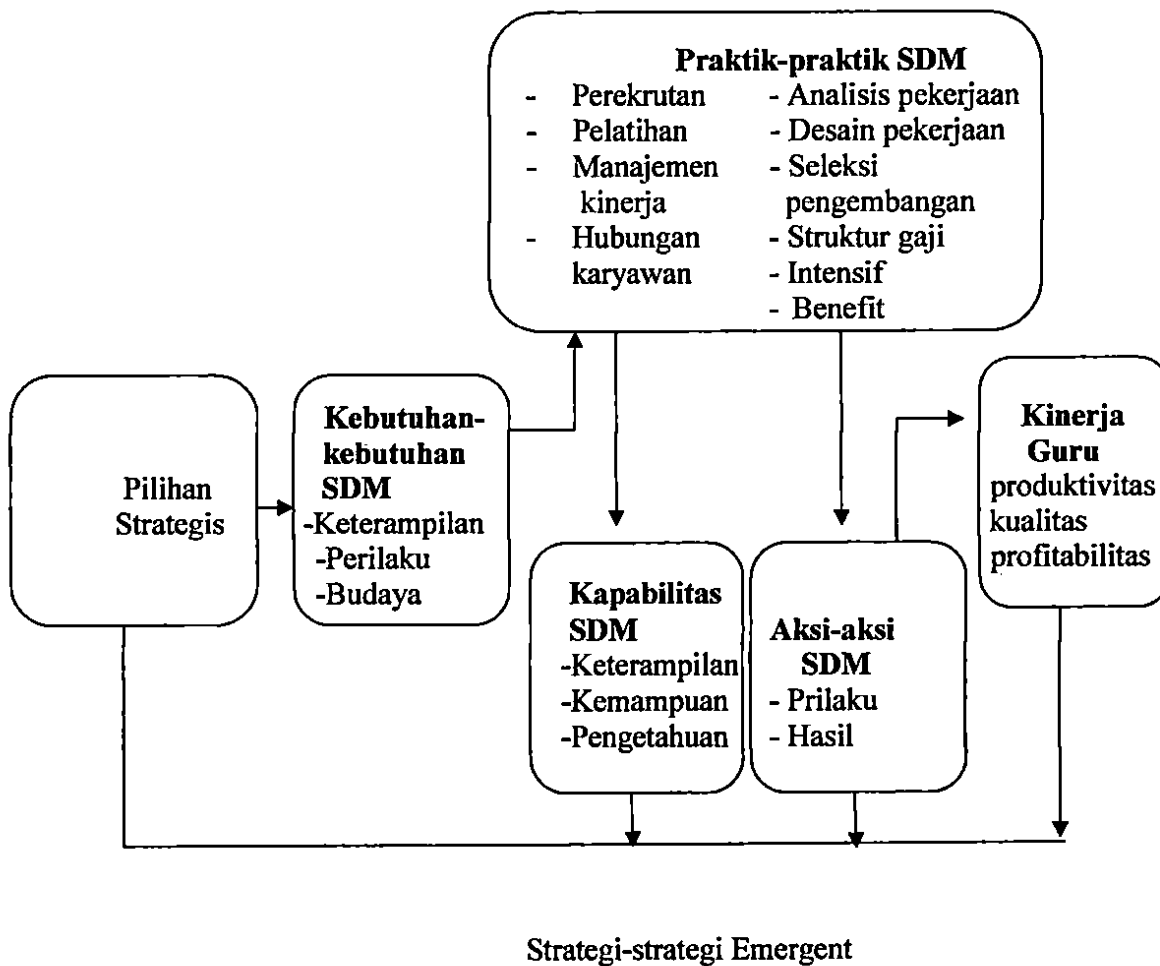 Praktik-praktik SDM
- Perekrutan
- Pelatihan
- Manajemen
kinerja
- Hubungan
karyawan
- Analisis pekerjaan
- Desain pekerjaan
- Seleksi
pengembangan
- Struktur gaji
- Intensif
- Benefit
Pilihan
Strategis
Kebutuhan-
kebutuhan
SDM
-Keterampilan
-Perilaku
-Budaya
Kapabilitas
SDM
-Keterampilan
-Kemampuan
-Pengetahuan
Aksi-aksi
SDM
- Prilaku
- Hasil
Kinerja
Guru
produktivitas
kualitas
profitabilitas
Strategi-strategi Emergent